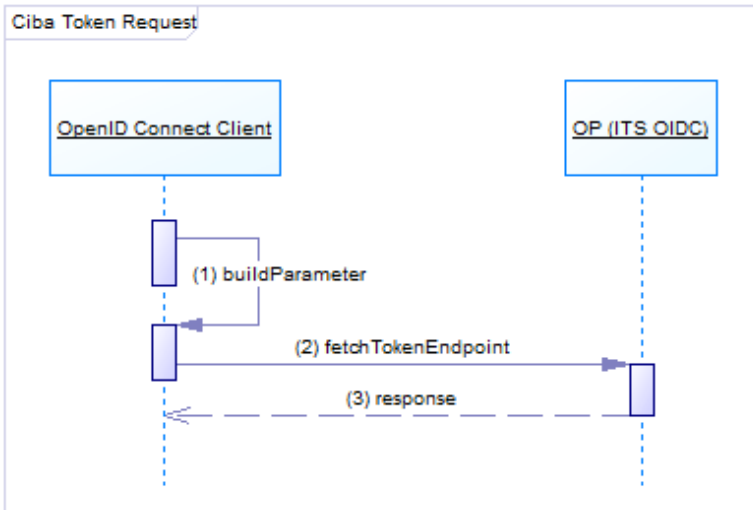 Ciba Token Request
OpenID Connect Client
OP (ITS OIDC)
(1) buildParameter
(2) fetchTokenEndpoint
(3) response